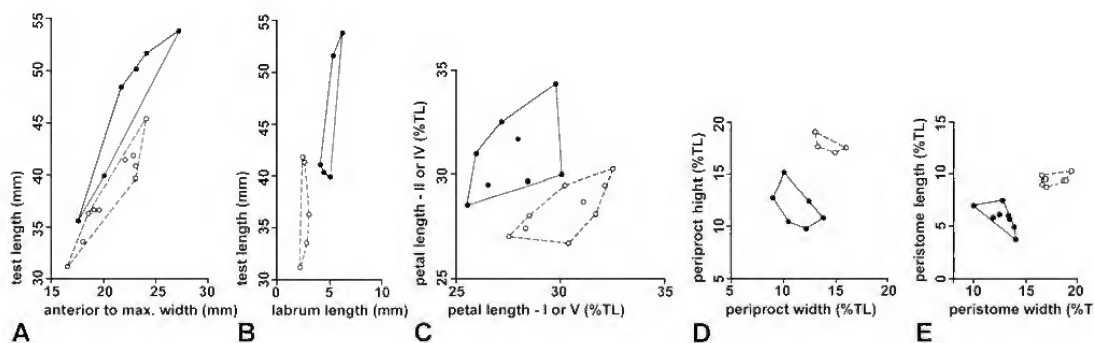 test length (mm)
55
50
45
40
35
30
15 20 25 30
anterior to max. width (mm)
A
test length (mm)
55
50
45
40
35
30
0 5 10
labrum length (mm)
B
petal length - II or IV (%TL)
35
30
25
25 30 35
petal length - I or V (%TL)
C
periproct hight (%TL)
20
15
10
5
0
5 10 15 20
periproct width (%TL)
D
peristome length (%TL)
20
15
10
5
0
10 15 20
peristome width (%T
E